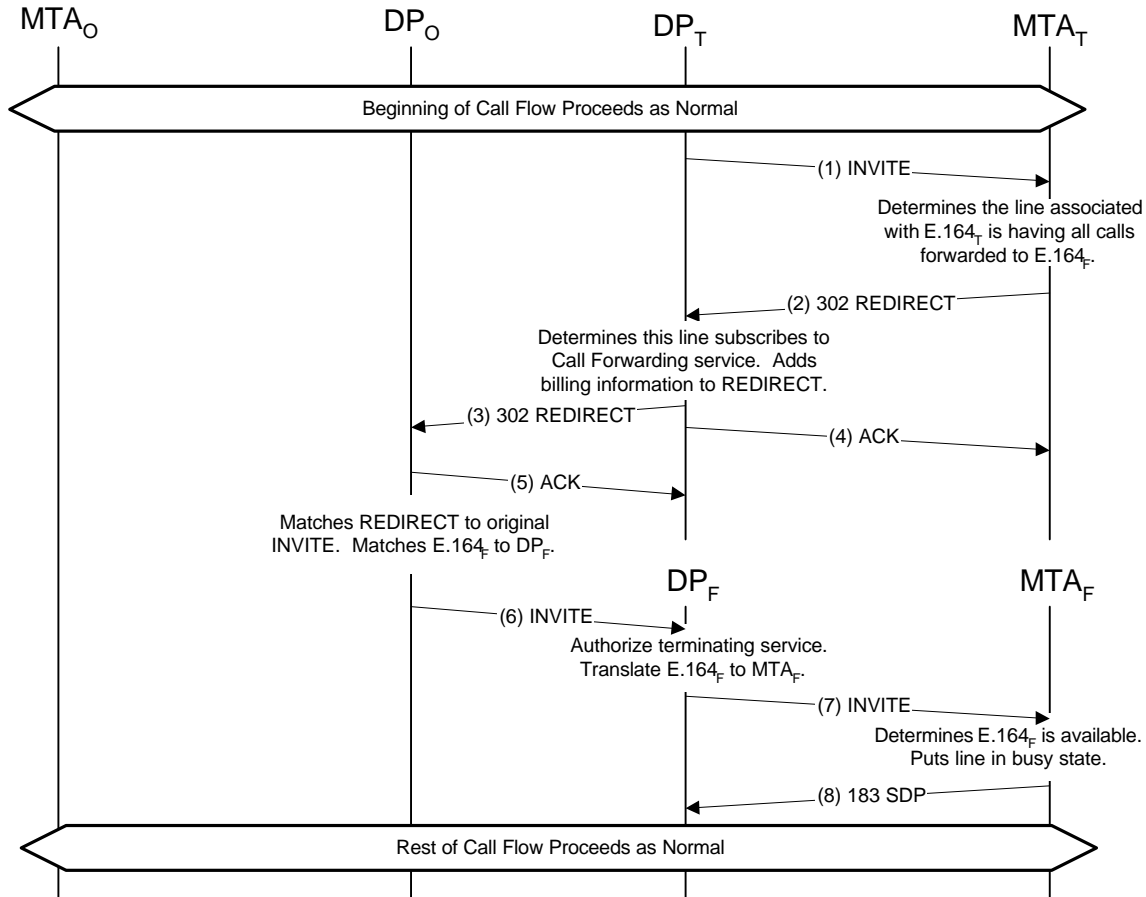 MTA_O DP_O DP_T MTA_T
Beginning of Call Flow Proceeds as Normal
(1) INVITE
Determines the line associated
with E.164_T is having all calls
forwarded to E.164_F.
(2) 302 REDIRECT
Determines this line subscribes to
Call Forwarding service. Adds
billing information to REDIRECT.
(3) 302 REDIRECT
(4) ACK
(5) ACK
Matches REDIRECT to original
INVITE. Matches E.164_F to DP_F.
DP_F MTA_F
(6) INVITE
Authorize terminating service.
Translate E.164_F to MTA_F.
(7) INVITE
Determines E.164_F is available.
Puts line in busy state.
(8) 183 SDP
Rest of Call Flow Proceeds as Normal